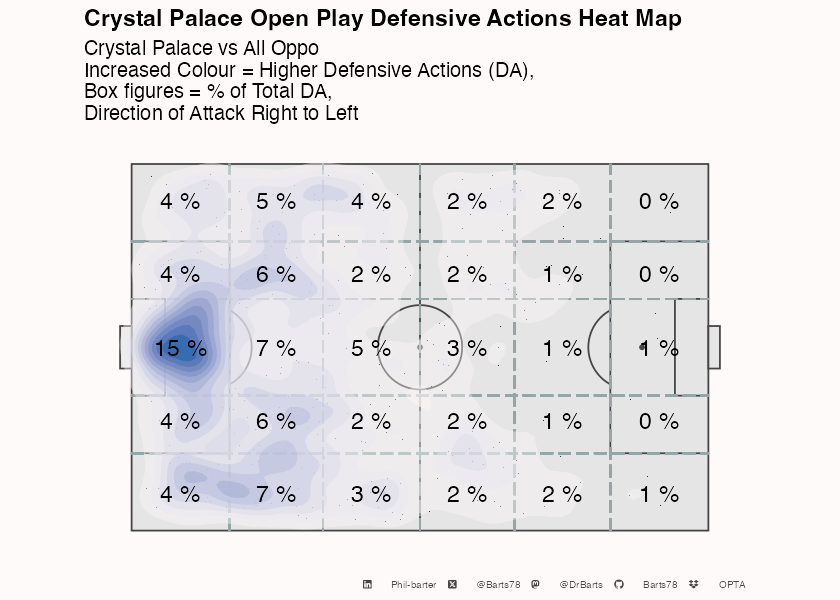 Crystal Palace Open Play Defensive Actions Heat Map
Crystal Palace vs All Oppo
Increased Colour = Higher Defensive Actions (DA),
Box figures = % of Total DA,
Direction of Attack Right to Left
4 % 5 % 4 % 2 % 2 % 0 %
4 % 6 % 2 % 2 % 1 % 0 %
15 % 7 % 5 % 3 % 1 % 1 %
4 % 6 % 2 % 2 % 1 % 0 %
4 % 7 % 3 % 2 % 2 % 1 %
Phil-barter @Barts78 @DrBarts Barts78 OPTA